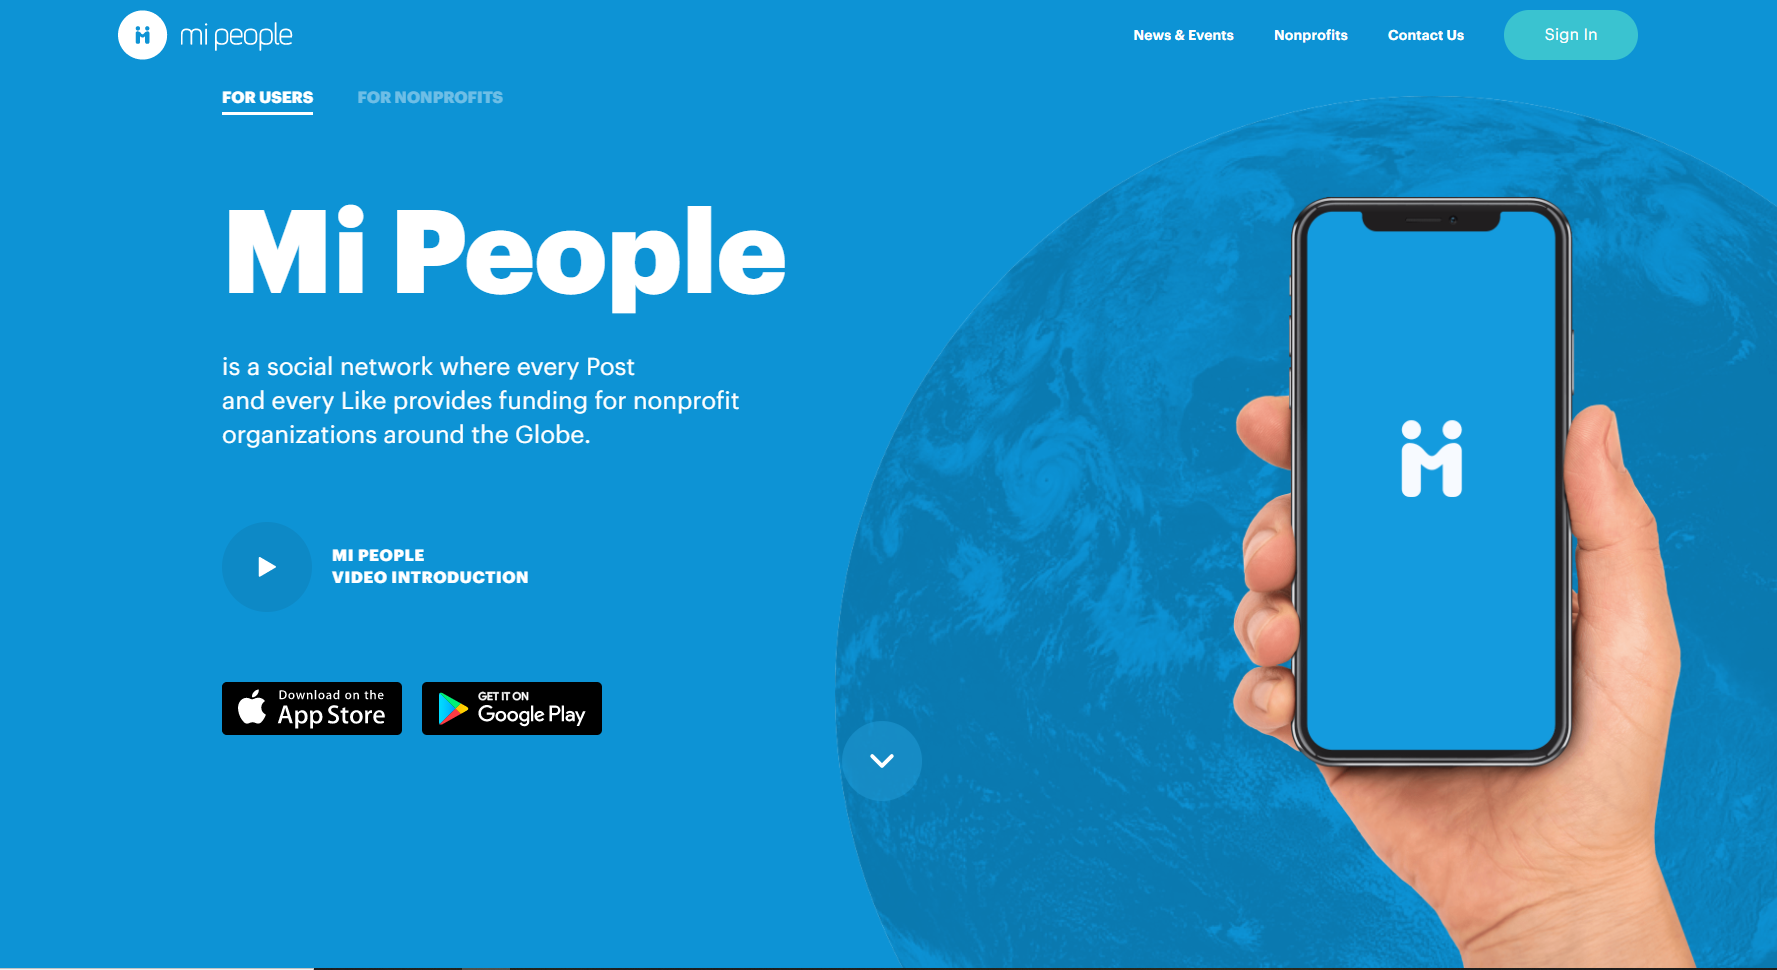 mi people
News & Events
Nonprofits
Contact Us
Sign In
FOR USERS
FOR NONPROFITS
Mi People
is a social network where every Post
and every Like provides funding for nonprofit
organizations around the Globe.
MI PEOPLE
VIDEO INTRODUCTION
Download on the
App Store
GET IT ON
Google Play